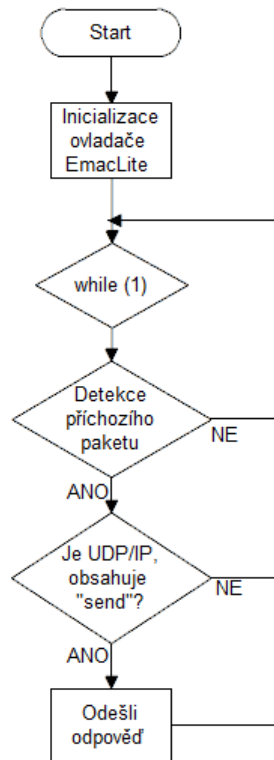 Start
Inicializace
ovladače
EmacLite
while (1)
Detekce
příchozího
paketu
NE
ANO
Je UDP/IP,
obsahuje
"send"?
NE
ANO
Odešli
odpověď